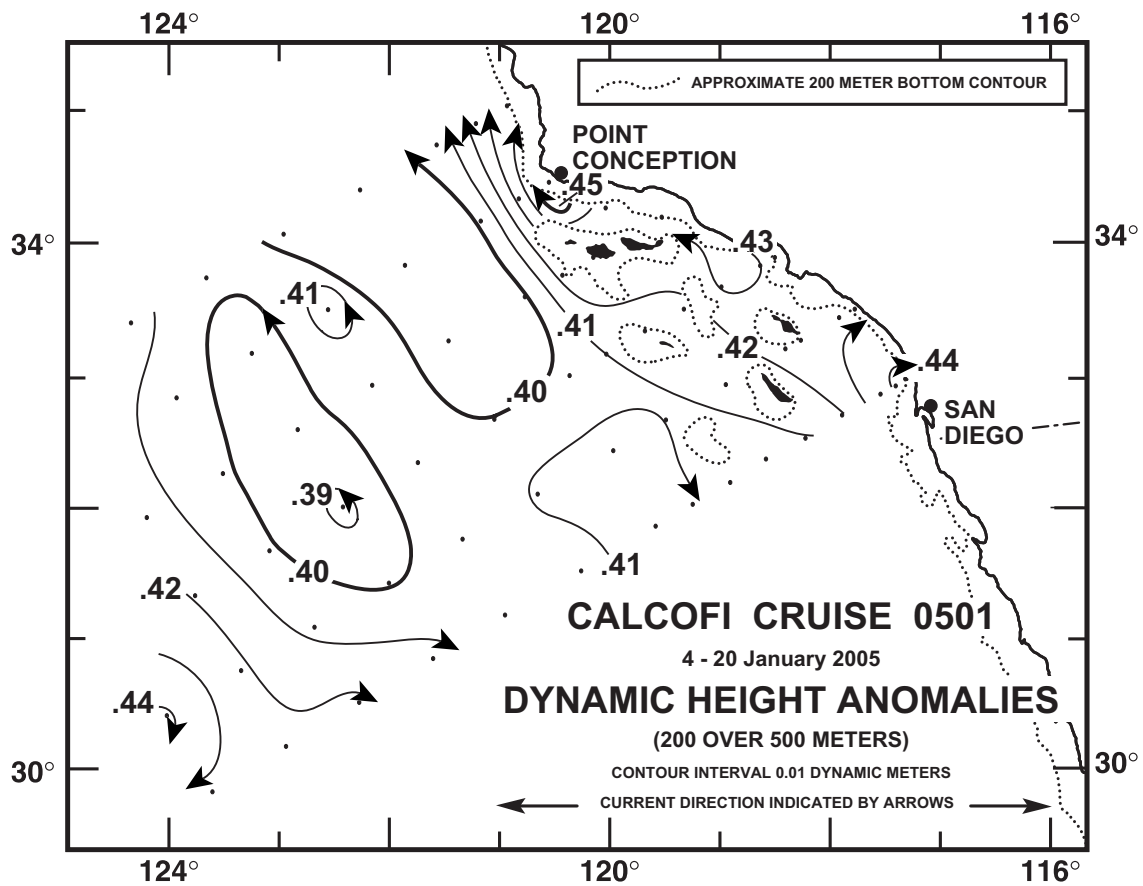 124° 120° 116°
APPROXIMATE 200 METER BOTTOM CONTOUR
POINT
CONCEPTION
.45
34° .43 34°
.41
.41
.42
.44
.40
SAN
DIEGO
.39
.40
.41
.42
CALCOFI CRUISE 0501
4 - 20 January 2005
DYNAMIC HEIGHT ANOMALIES
.44
(200 OVER 500 METERS)
30° 30°
CONTOUR INTERVAL 0.01 DYNAMIC METERS
CURRENT DIRECTION INDICATED BY ARROWS
124° 120° 116°